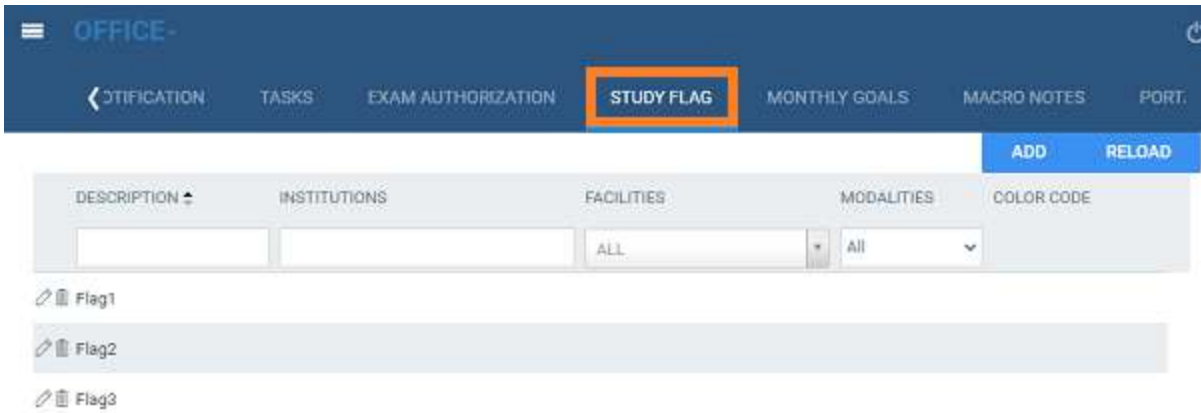 OFFICE-
OTIFICATION TASKS EXAM AUTHORIZATION STUDY FLAG MONTHLY GOALS MACRO NOTES PORT.
ADD RELOAD
DESCRIPTION INSTITUTIONS FACILITIES MODALITIES COLOR CODE
ALL All
Flag1
Flag2
Flag3